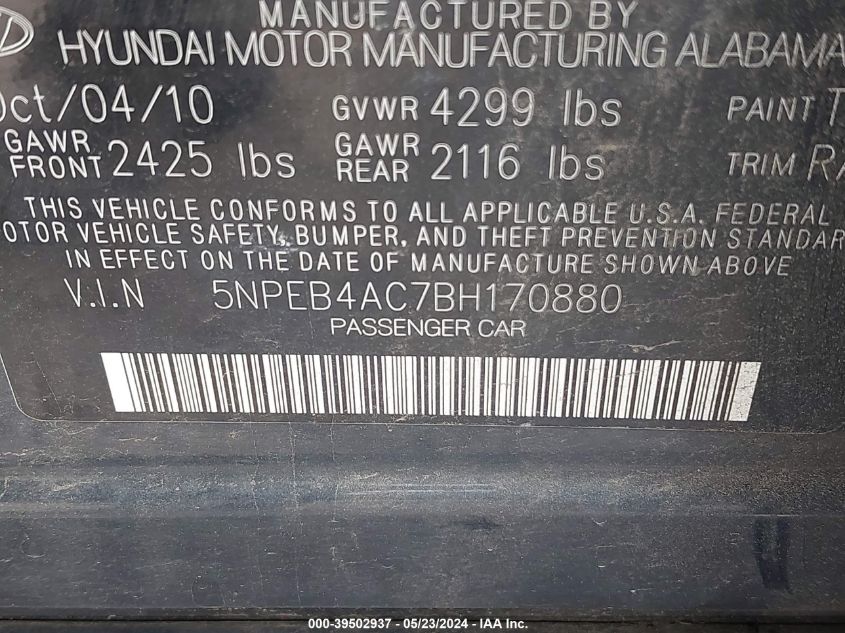 MANUFACTURED BY
HYUNDAI MOTOR MANUFACTURING ALABAMA
Oct/04/10 GVWR 4299 lbs PAINT T
GAWR FRONT 2425 lbs GAWR REAR 2116 lbs TRIM RA
THIS VEHICLE CONFORMS TO ALL APPLICABLE U.S.A. FEDERAL
OTOR VEHICLE SAFETY, BUMPER, AND THEFT PREVENTION STANDAR
IN EFFECT ON THE DATE OF MANUFACTURE SHOWN ABOVE
V.I.N 5NPEB4AC7BH170880
PASSENGER CAR
000-39502937 - 05/23/2024 - IAA Inc.